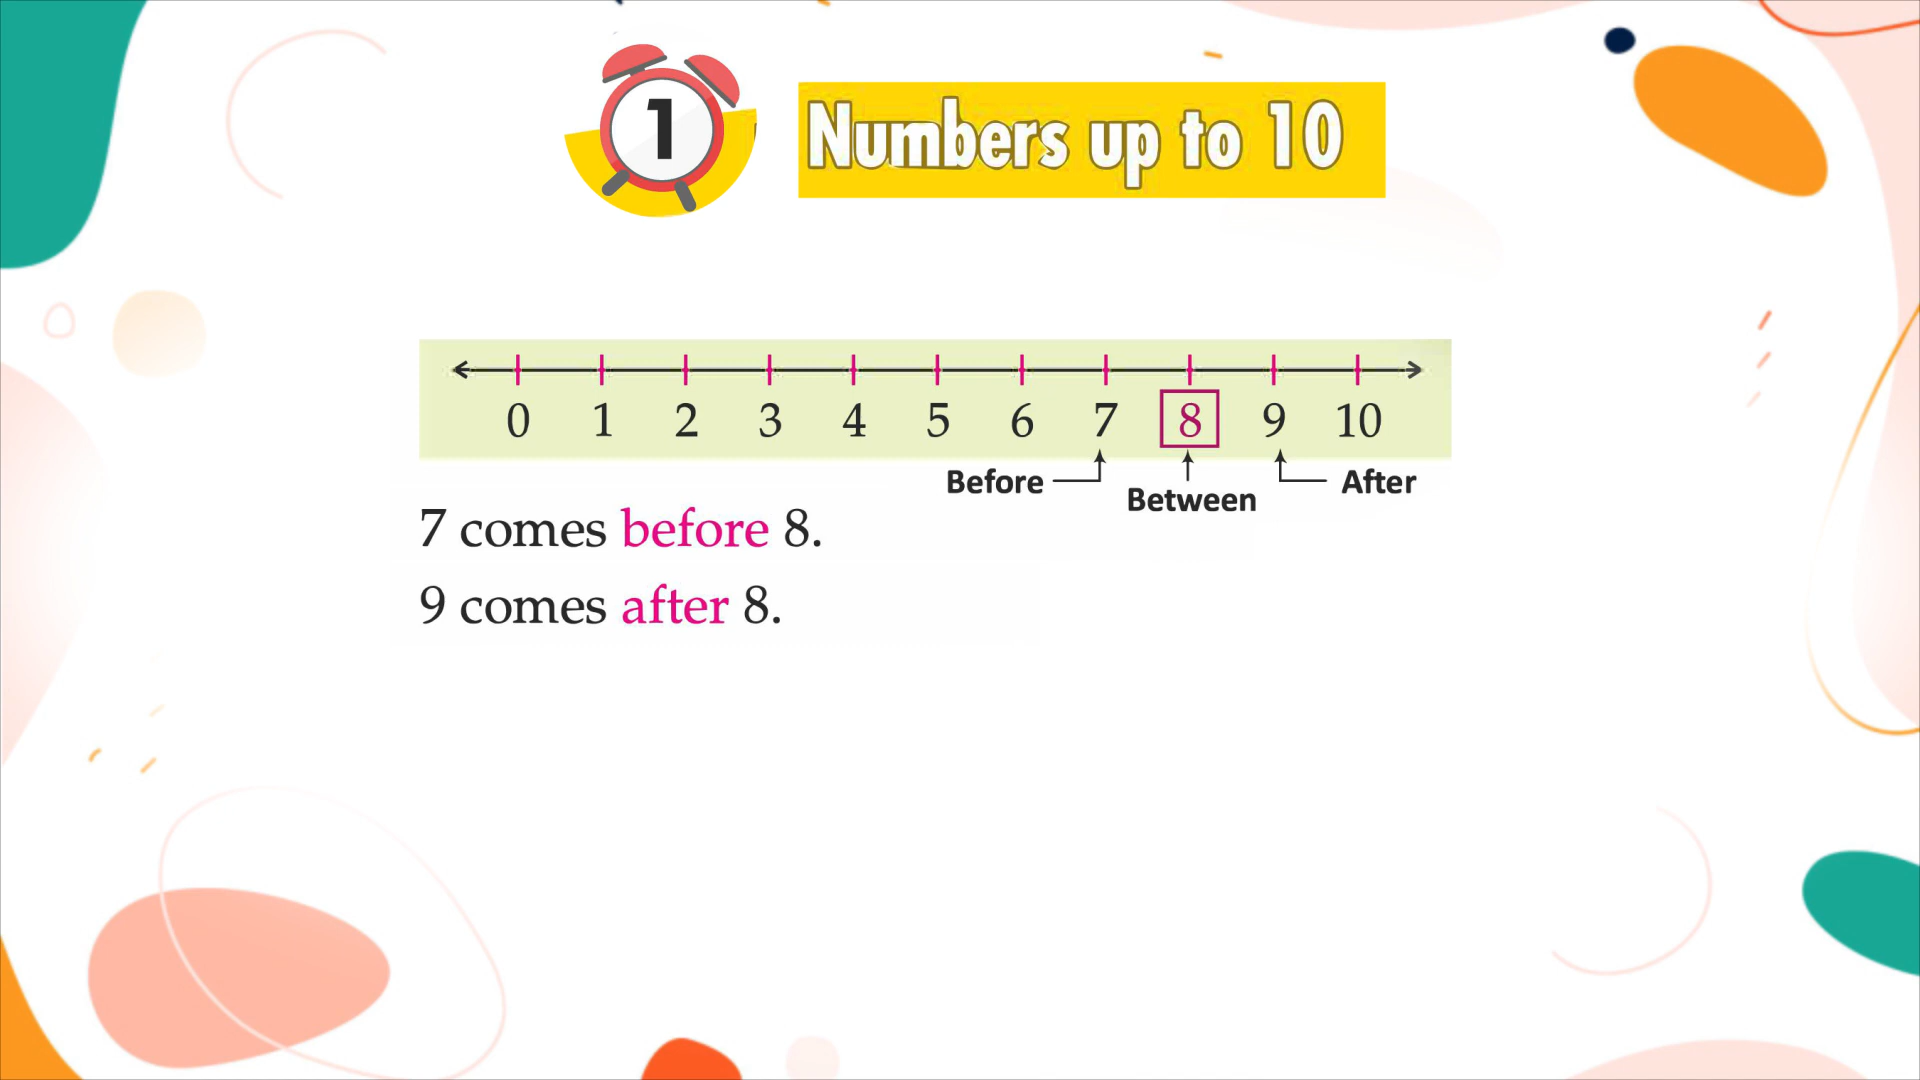 1
Numbers up to 10
0 1 2 3 4 5 6 7 8 9 10
Before Between After
7 comes before 8.
9 comes after 8.